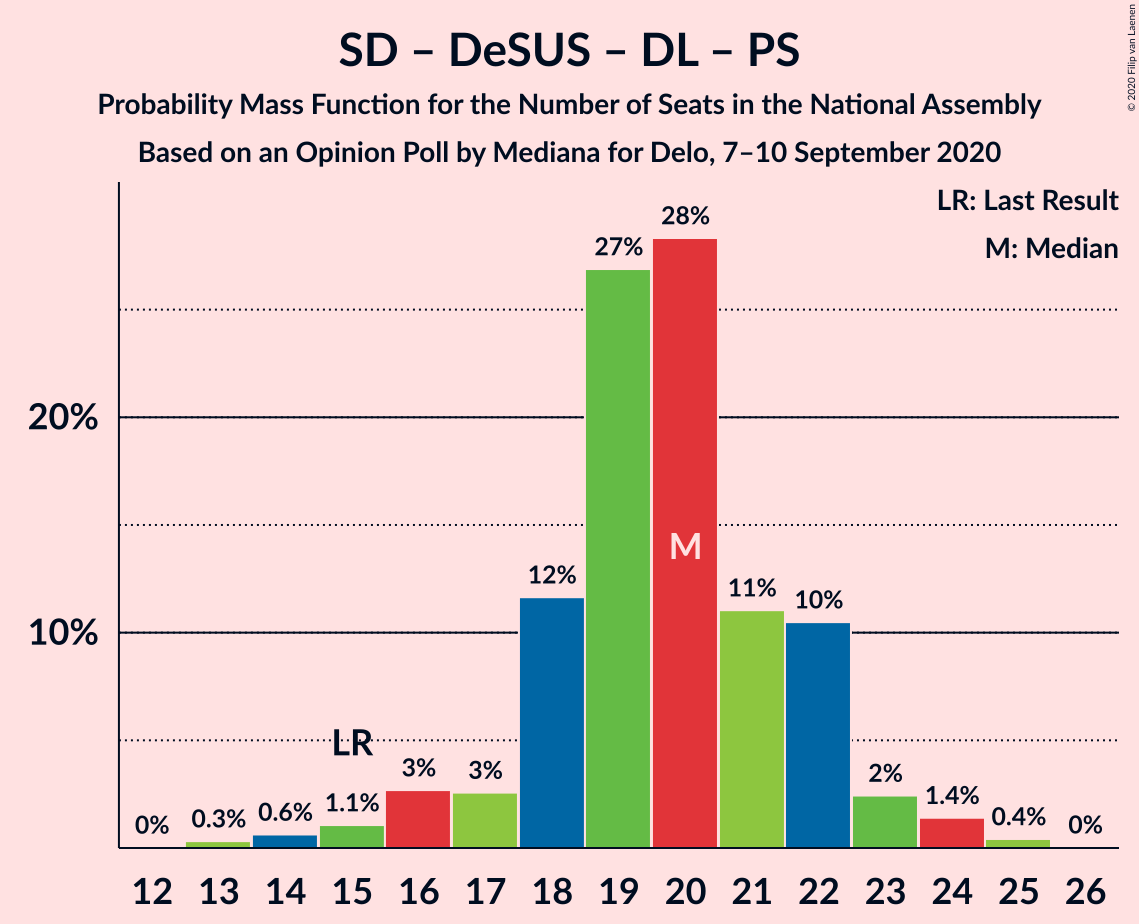 SD – DeSUS – DL – PS
Probability Mass Function for the Number of Seats in the National Assembly
Based on an Opinion Poll by Mediana for Delo, 7–10 September 2020
© 2020 Filip van Laenen
LR: Last Result
M: Median
20%
10%
0%
0.3%
0.6%
1.1%
LR
3%
3%
12%
27%
28%
M
11%
10%
2%
1.4%
0.4%
0%
12 13 14 15 16 17 18 19 20 21 22 23 24 25 26